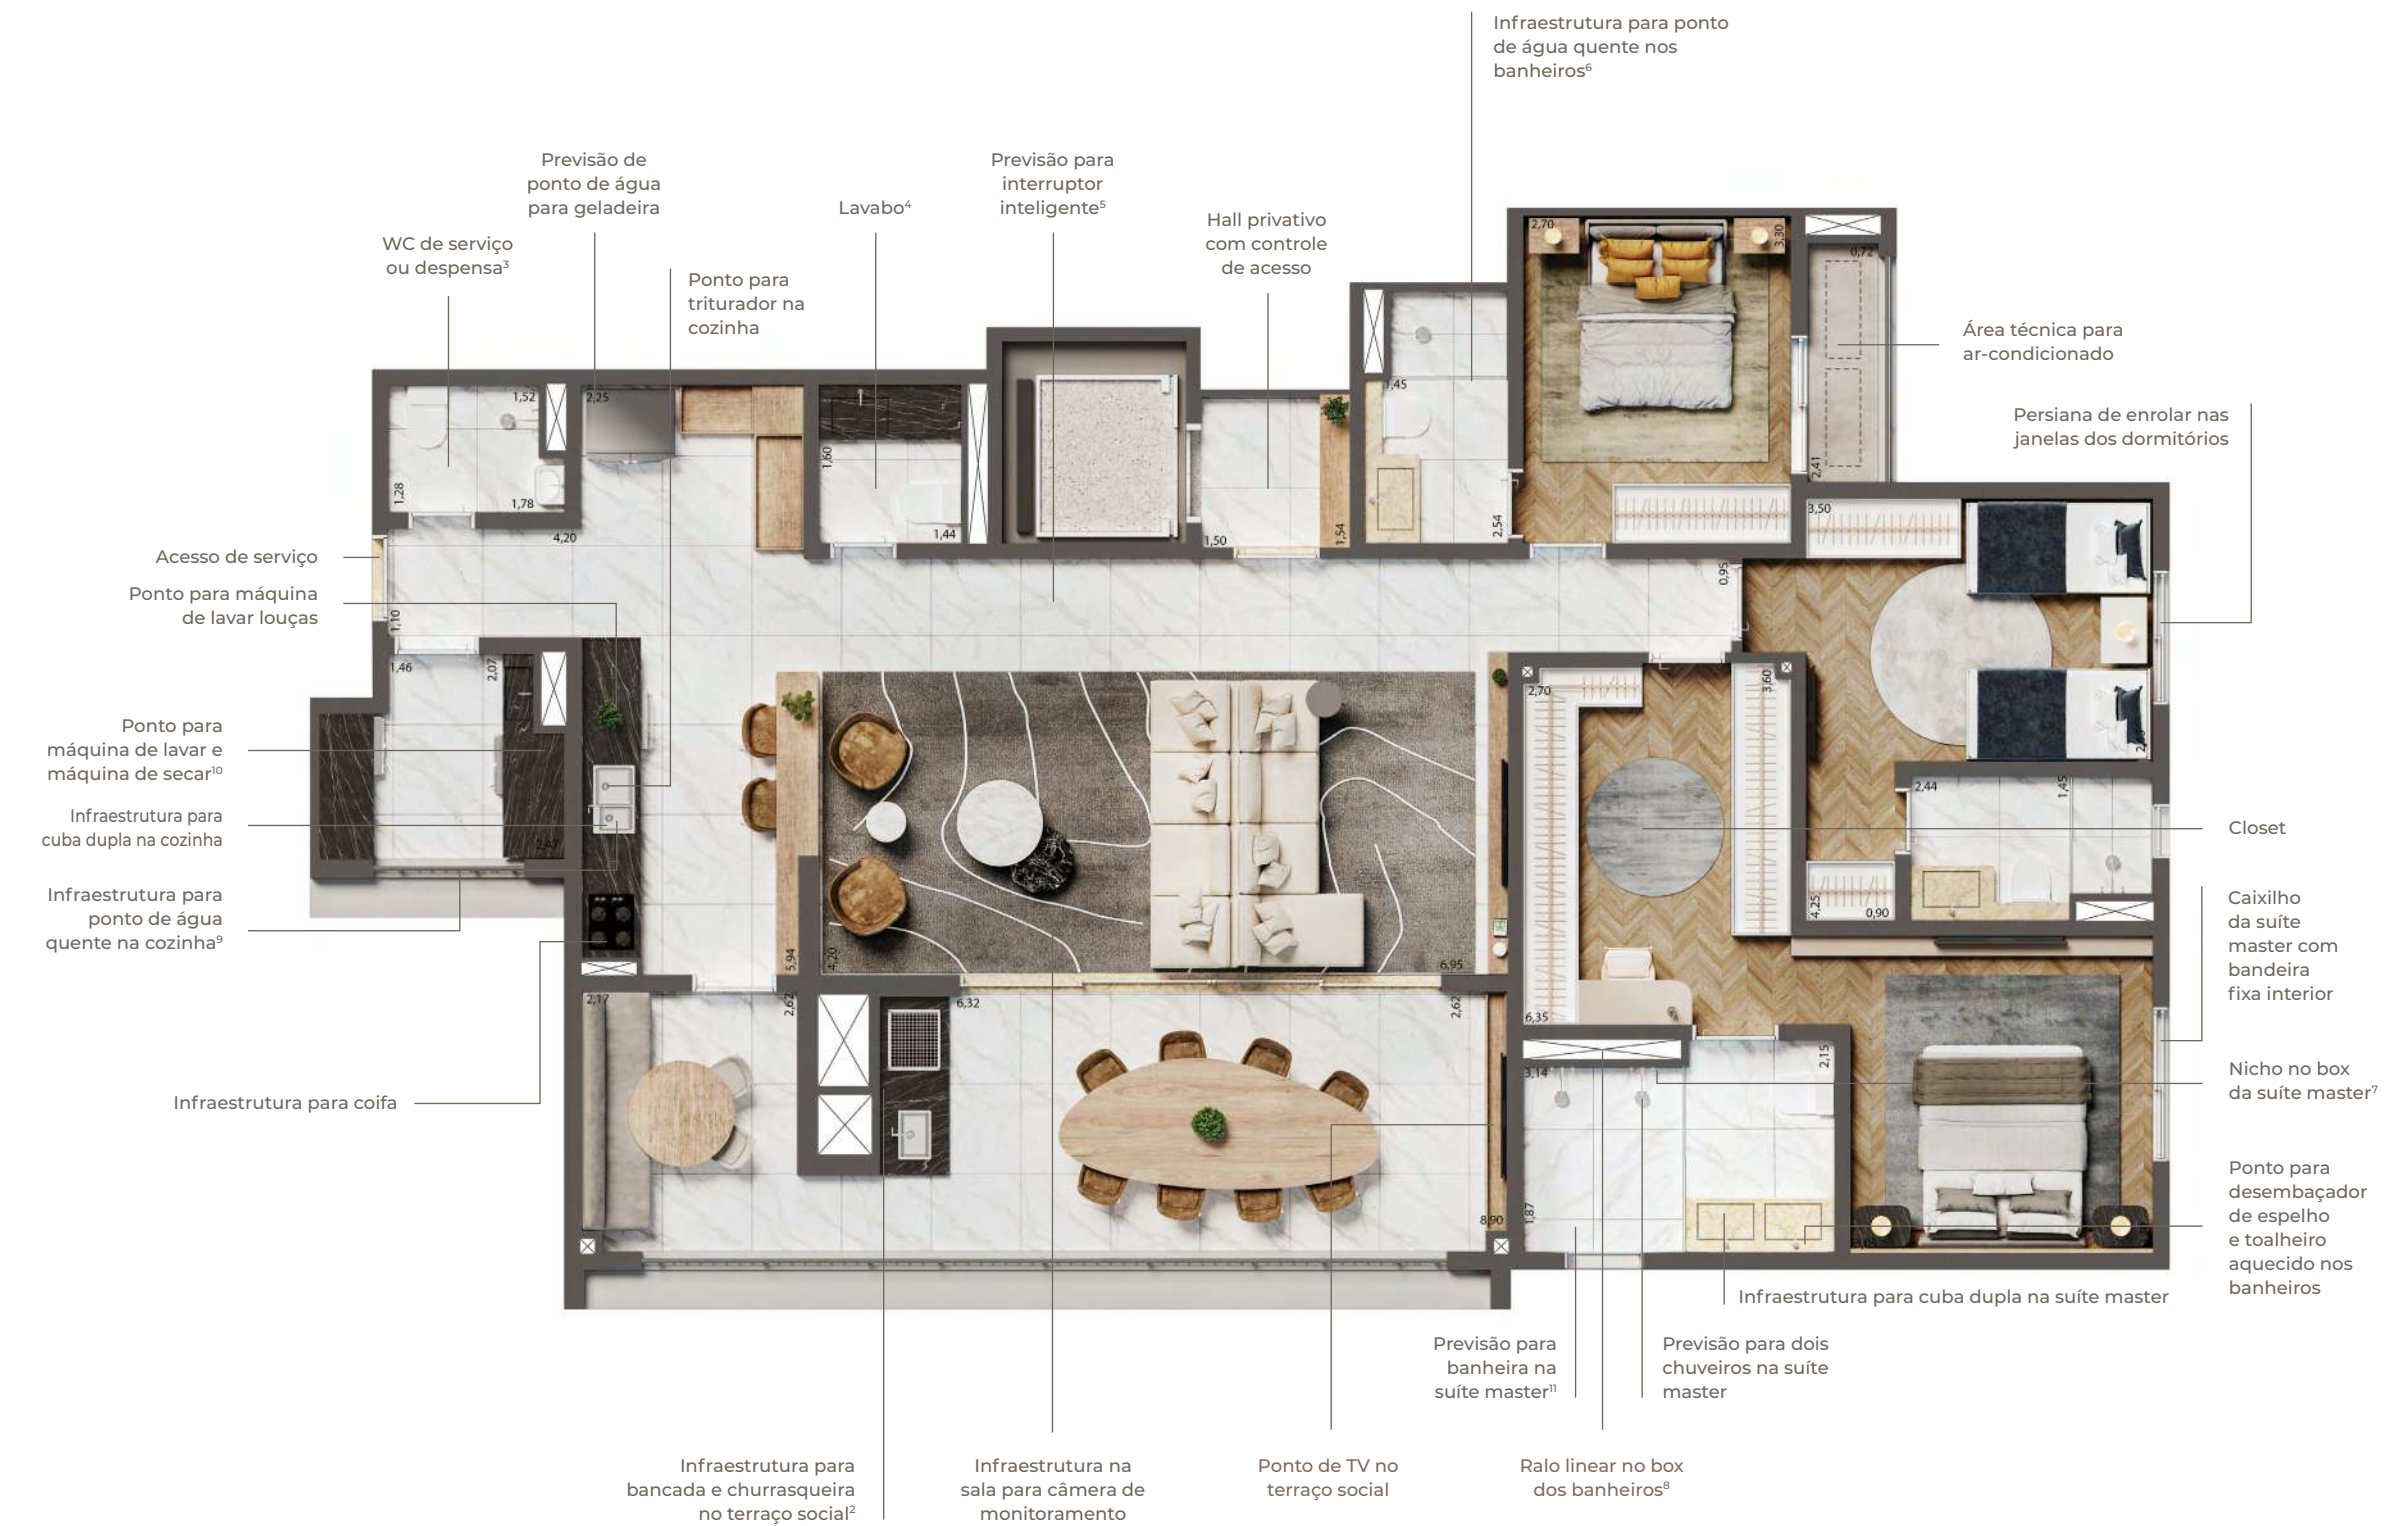 Infraestrutura para ponto
de água quente nos
banheiros⁶
Previsão de
ponto de água
para geladeira
Previsão para
interruptor
inteligente⁵
Lavabo⁴
Hall privativo
com controle
de acesso
WC de serviço
ou despensa³
Ponto para
triturador na
cozinha
Área técnica para
ar-condicionado
Persiana de enrolar nas
janelas dos dormitórios
2,70
3,30
0,72
2,41
1,45
2,54
1,52
2,25
1,28
1,78
1,60
1,44
1,50
1,54
3,50
4,20
0,95
Acesso de serviço
Ponto para máquina
de lavar louças
1,10
1,46
2,07
2,70
3,60
Ponto para
máquina de lavar e
máquina de secar¹⁰
Infraestrutura para
cuba dupla na cozinha
2,47
2,44
1,45
Closet
Infraestrutura para
ponto de água
quente na cozinha⁹
4,25
0,90
Caixilho
da suíte
master com
bandeira
fixa interior
5,94
4,20
6,95
2,17
2,62
6,32
2,62
6,35
Infraestrutura para coifa
3,14
2,15
Nicho no box
da suíte master⁷
8,90
1,87
Ponto para
desembaçador
de espelho
e toalheiro
aquecido nos
banheiros
Infraestrutura para cuba dupla na suíte master
Previsão para
banheira na
suíte master¹¹
Previsão para dois
chuveiros na suíte
master
Infraestrutura para
bancada e churrasqueira
no terraço social²
Infraestrutura na
sala para câmera de
monitoramento
Ponto de TV no
terraço social
Ralo linear no box
dos banheiros⁸